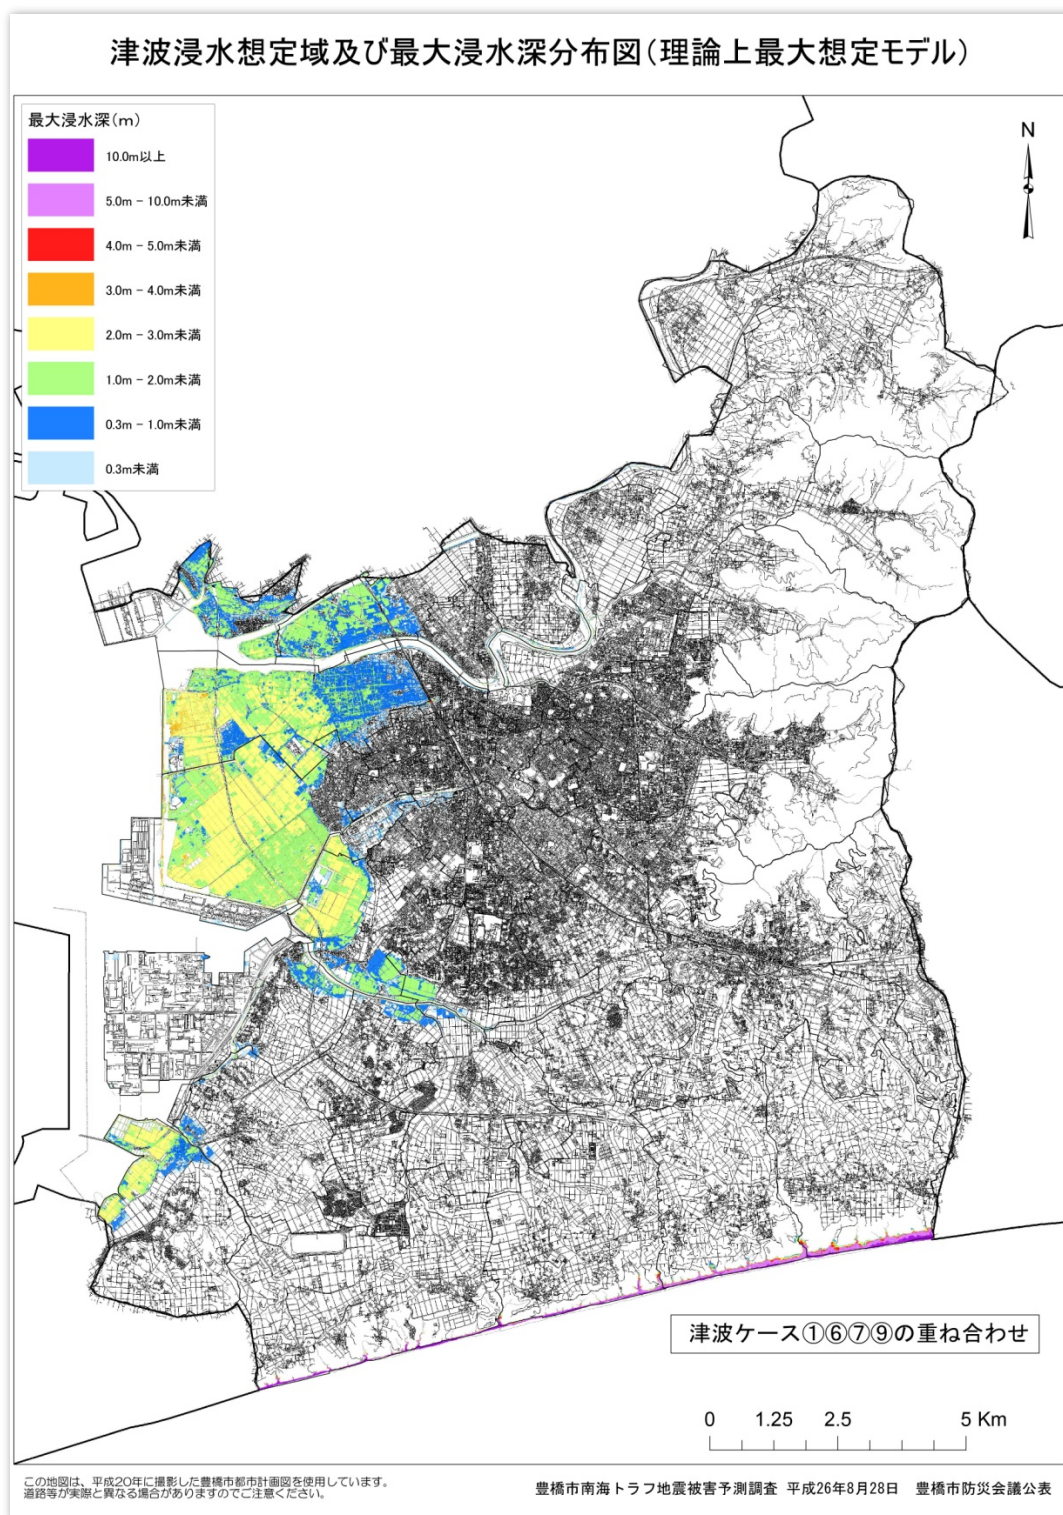 津波浸水想定域及び最大浸水深分布図(理論上最大想定モデル)
最大浸水深(m)
10.0m以上
5.0m － 10.0m未満
4.0m － 5.0m未満
3.0m － 4.0m未満
2.0m － 3.0m未満
1.0m － 2.0m未満
0.3m － 1.0m未満
0.3m未満
N
津波ケース①⑥⑦⑨の重ね合わせ
0 1.25 2.5 5 Km
この地図は、平成20年に撮影した豊橋市都市計画図を使用しています。
道路等が実際と異なる場合がありますのでご注意ください。
豊橋市南海トラフ地震被害予測調査 平成26年8月28日 豊橋市防災会議公表